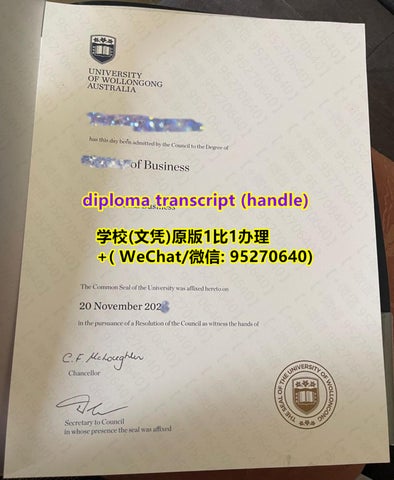 UNIVERSITY
OF WOLLONGONG
AUSTRALIA
has this day been admitted by the Council to the Degree of
of Business
diploma transcript (handle)
学校(文凭)原版1比1办理
+( WeChat/微信: 95270640)
The Common Seal of the University was affixed hereto on
20 November
in the pursuance of a Resolution of the Council as witness the hands of
Chancellor
Secretary to Council
in whose presence the seal was affixed
THE SEAL OF THE UNIVERSITY OF WOLLONGONG